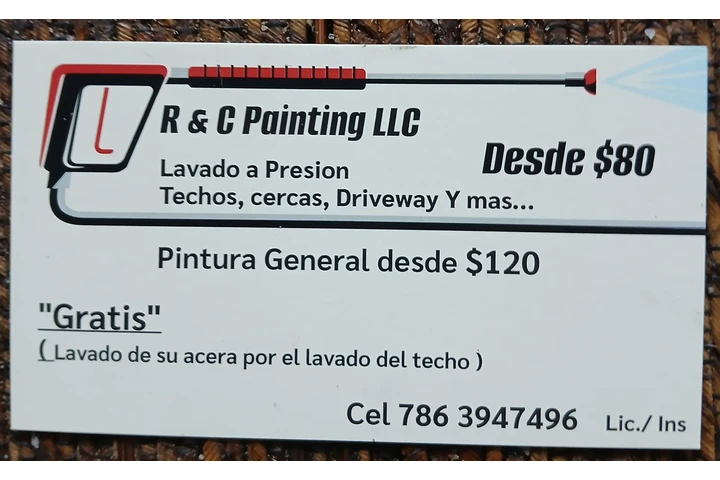 R & C Painting LLC
Desde $80
Lavado a Presion
Techos, cercas, Driveway Y mas...
Pintura General desde $120
"Gratis"
( Lavado de su acera por el lavado del techo )
Cel 786 3947496
Lic./ Ins